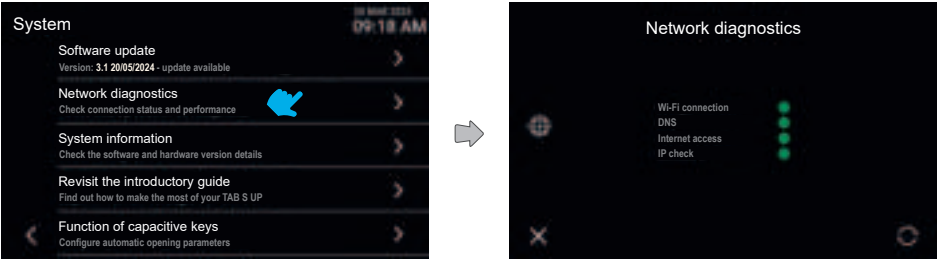 System
09:18 AM
Software update
Version: 3.1 20/05/2024 - update available
Network diagnostics
Check connection status and performance
System information
Check the software and hardware version details
Revisit the introductory guide
Find out how to make the most of your TAB S UP
Function of capacitive keys
Configure automatic opening parameters
Network diagnostics
Wi-Fi connection
DNS
Internet access
IP check